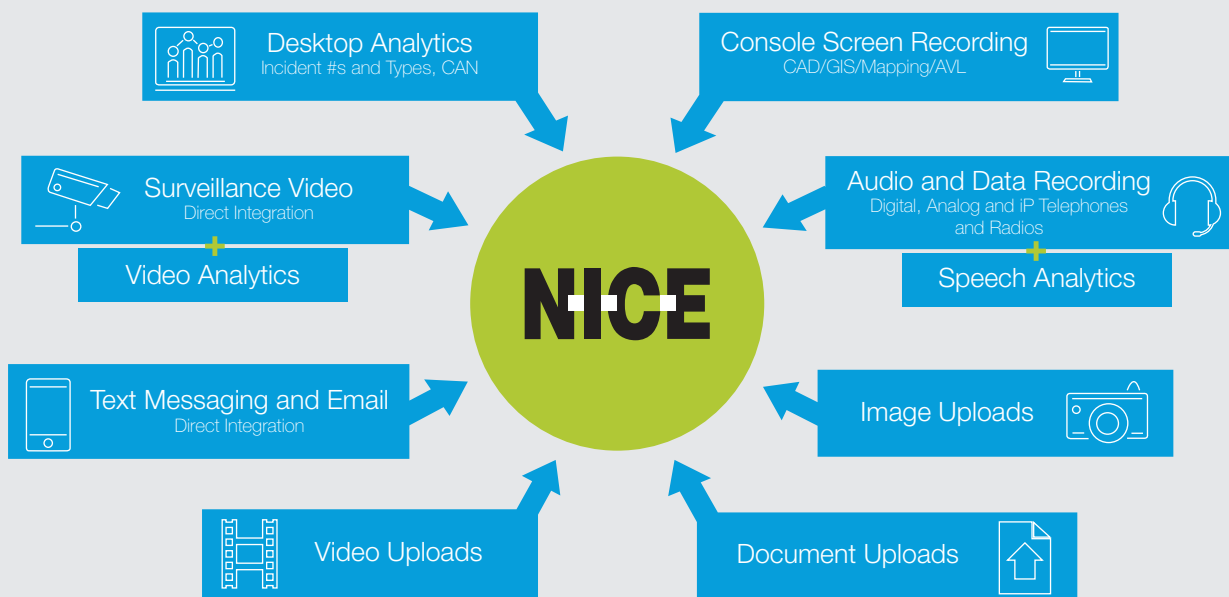 Desktop Analytics
Incident #s and Types, CAN
Console Screen Recording
CAD/GIS/Mapping/AVL
Surveillance Video
Direct Integration
+
Video Analytics
Audio and Data Recording
Digital, Analog and iP Telephones
and Radios
+
Speech Analytics
NICE
Text Messaging and Email
Direct Integration
Image Uploads
Video Uploads
Document Uploads